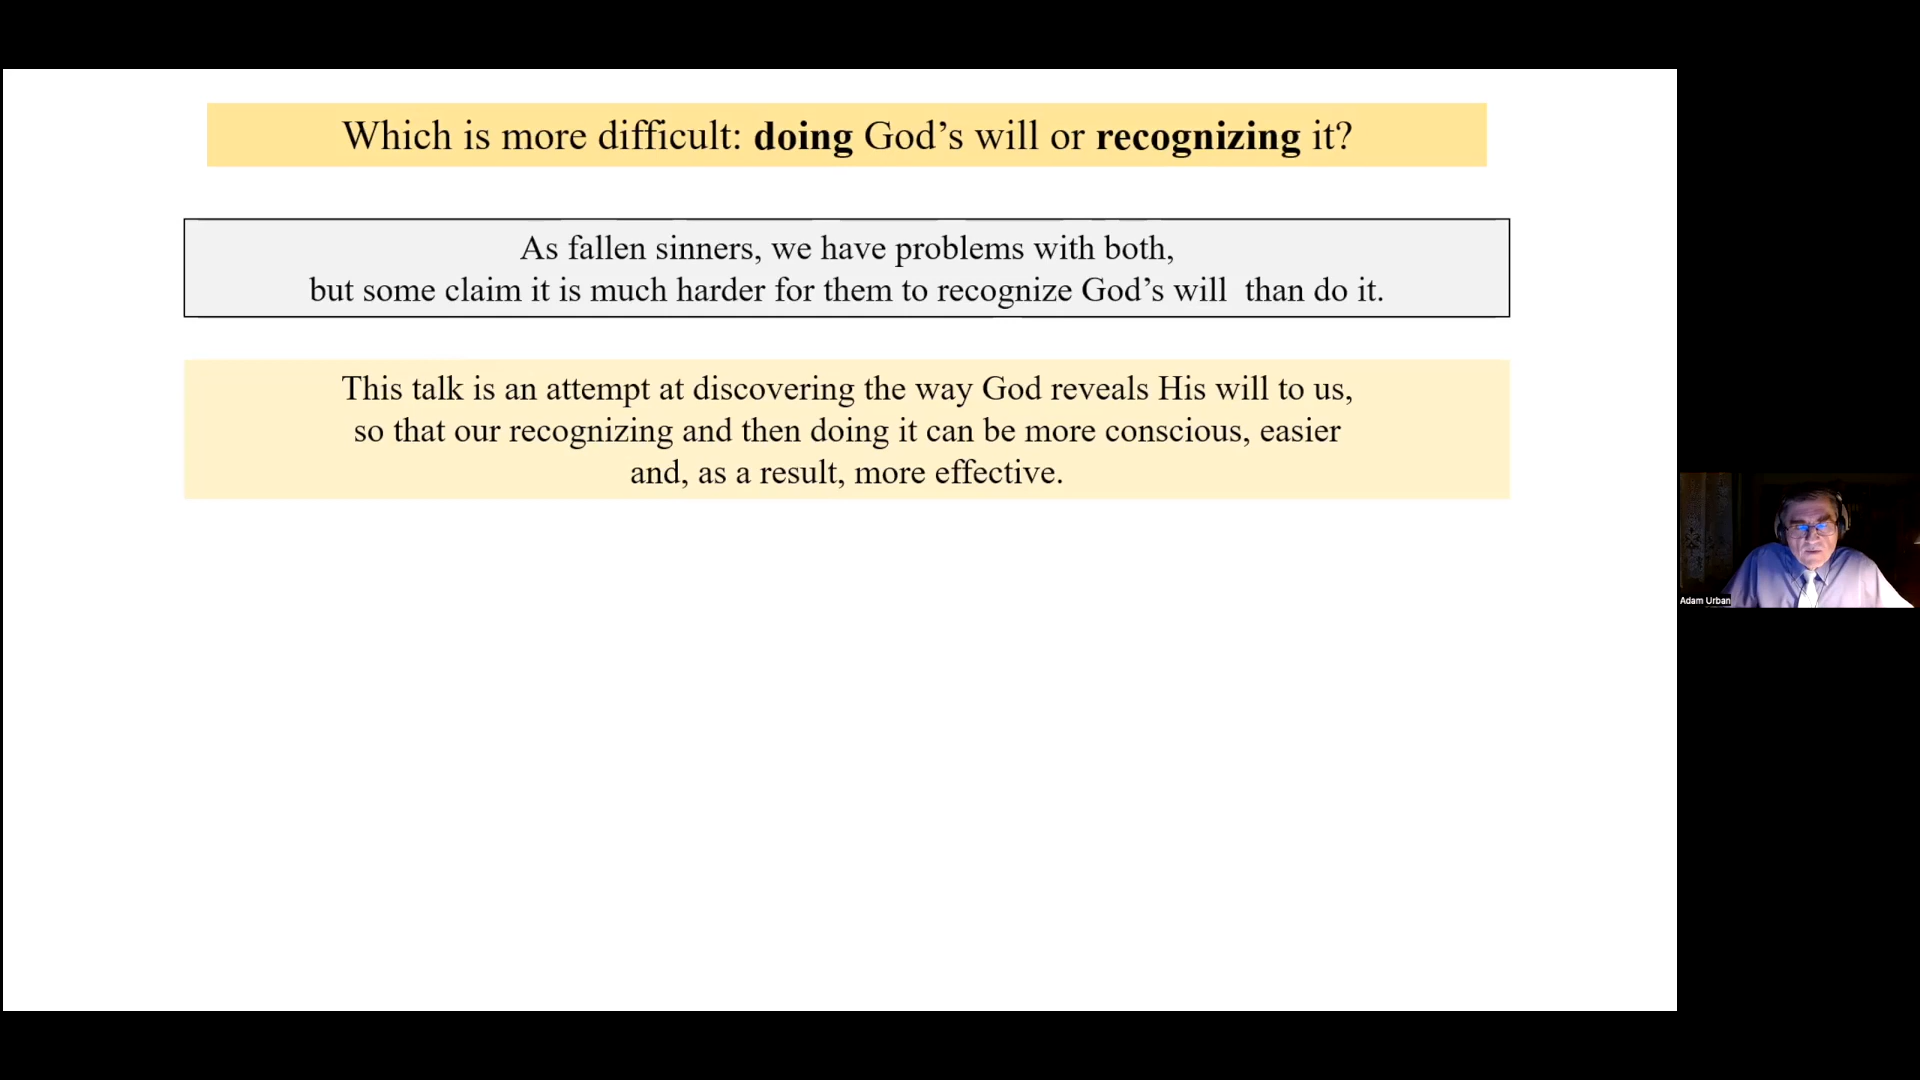 Which is more difficult: doing God’s will or recognizing it?
As fallen sinners, we have problems with both,
but some claim it is much harder for them to recognize God’s will  than do it.
This talk is an attempt at discovering the way God reveals His will to us,
so that our recognizing and then doing it can be more conscious, easier
and, as a result, more effective.
Adam Urban